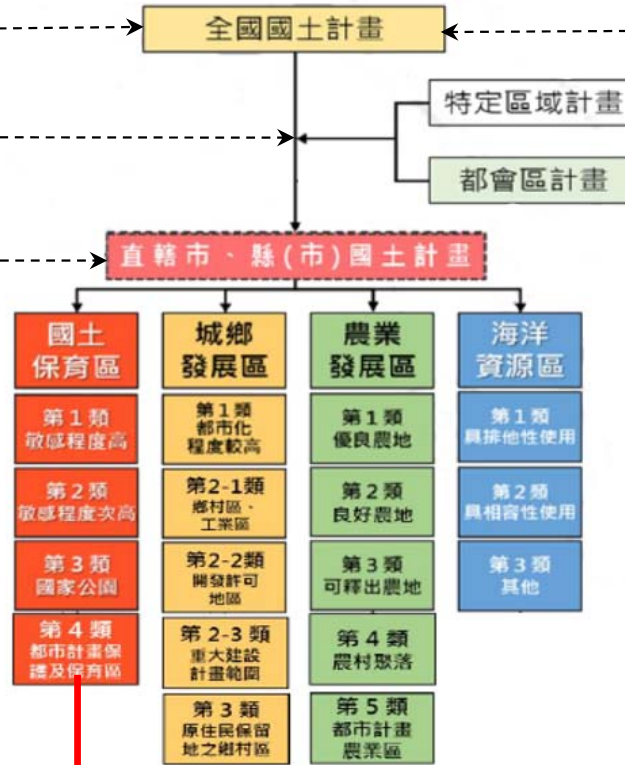 全國國土計畫
特定區域計畫
都會區計畫
直轄市、縣(市)國土計畫
國土
保育區
第1類
敏感程度高
第2類
敏感程度次高
第3類
國家公園
第4類
都市計畫保
護及保育區
城鄉
發展區
第1類
都市化
程度較高
第2-1類
鄉村區、
工業區
第2-2類
開發許可
地區
第2-3類
重大建設
計畫範圍
第3類
原住民保留
地之鄉村區
農業
發展區
第1類
優良農地
第2類
良好農地
第3類
可釋出農地
第4類
農村聚落
第5類
都市計畫
農業區
海洋
資源區
第1類
具排他性使用
第2類
具相容性使用
第3類
其他